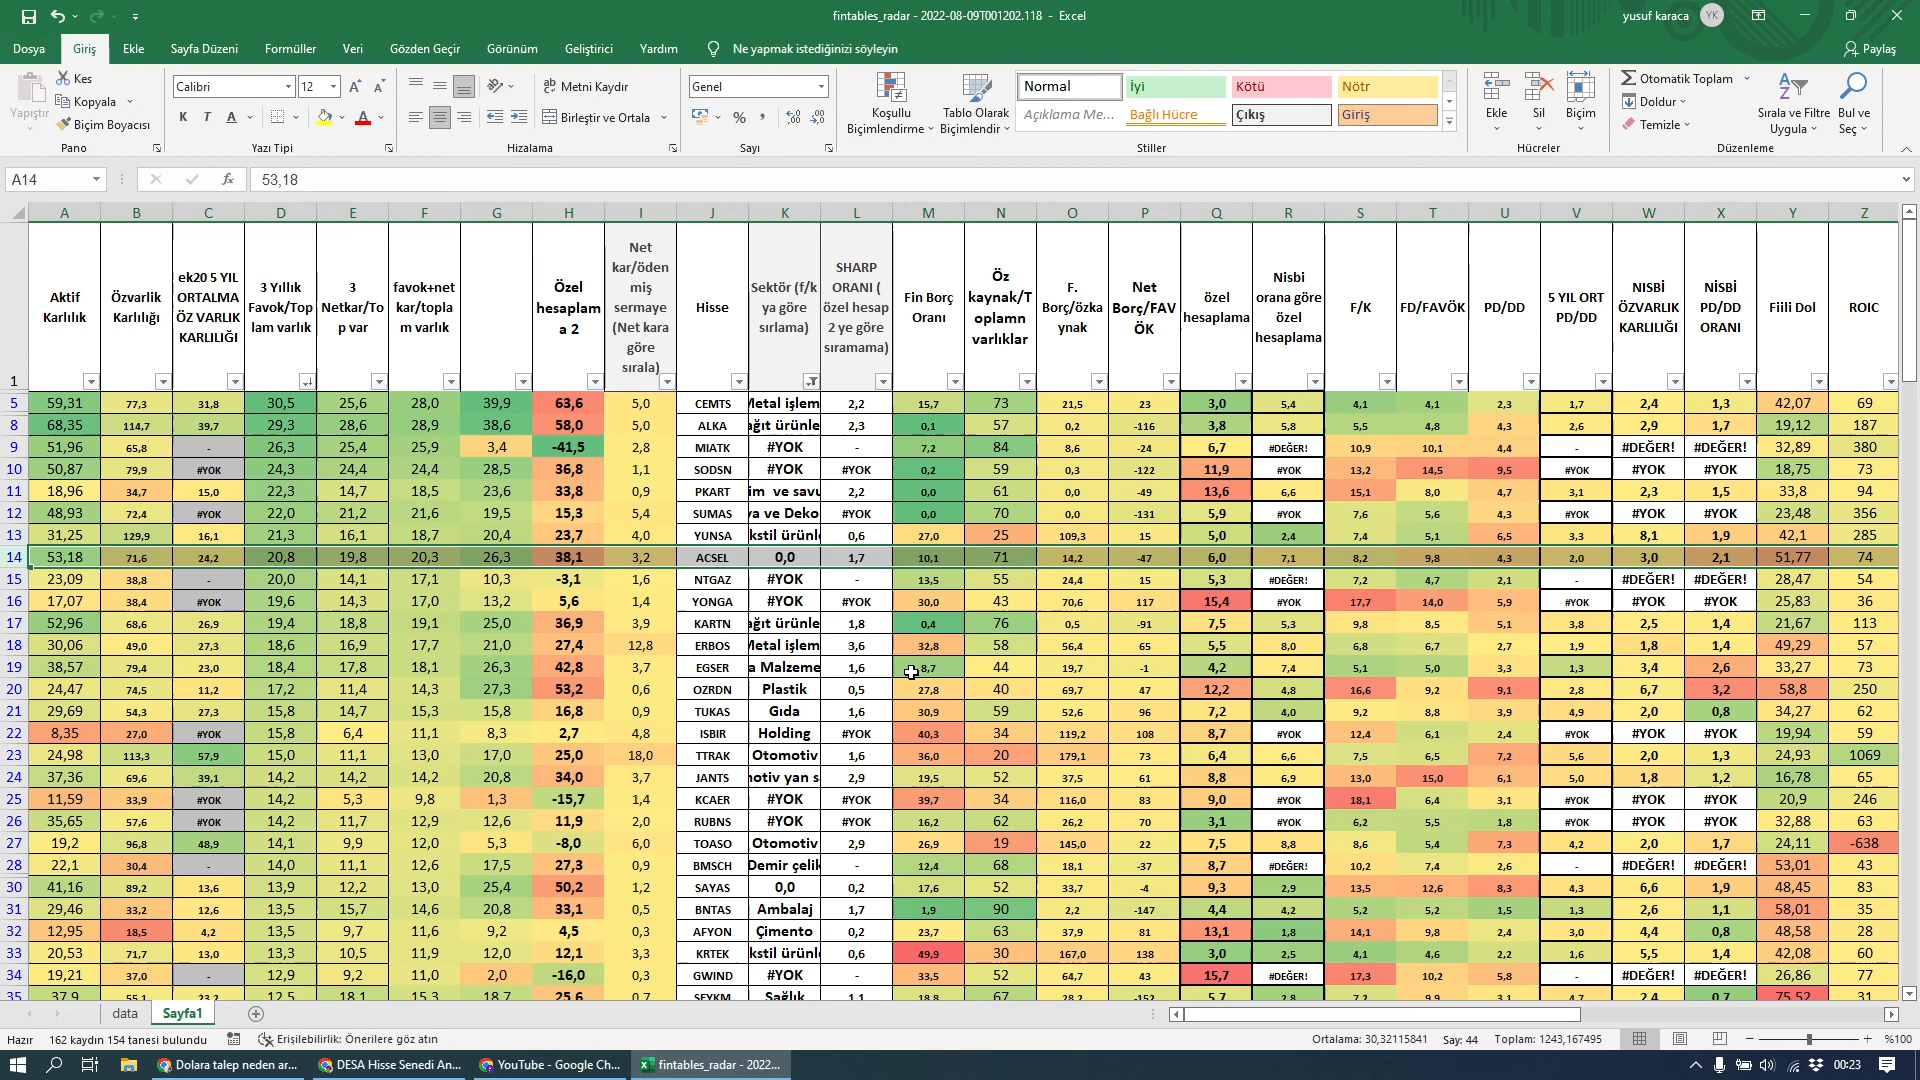 fintables_radar - 2022-08-09T001202.118 - Excel
yusuf karaca
YK
Dosya Giriş Ekle Sayfa Düzeni Formüller Veri Gözden Geçir Görünüm Geliştirici Yardım Ne yapmak istediğinizi söyleyin
Paylaş
Yapıştır
Kes
Kopyala
Biçim Boyacısı
Calibri 12
K T A
Metni Kaydır
Birleştir ve Ortala
Genel
Koşullu Biçimlendirme
Tablo Olarak Biçimlendir
Normal İyi Kötü Nötr
Açıklama Me... Bağlı Hücre Çıkış Giriş
Ekle Sil Biçim
Otomatik Toplam
Doldur
Temizle
Sırala ve Filtre Uygula
Bul ve Seç
Pano Yazı Tipi Hizalama Sayı Stiller Hücreler Düzenleme
A14 fx 53,18
A B C D E F G H I J K L M N O P Q R S T U V W X Y Z
1
Aktif Karlılık
Özvarlik Karlılığı
ek20 5 YIL ORTALMA ÖZ VARLIK KARLILIĞI
3 Yıllık Favok/Toplam varlık
3 Netkar/Top var
favok+net kar/toplam varlık
Özel hesaplama 2
Net kar/ödenmiş sermaye (Net kara göre sırala)
Hisse
Sektör (f/k ya göre sırlama)
SHARP ORANI ( özel hesap 2 ye göre sıramama)
Fin Borç Oranı
Öz kaynak/Toplamn varlıklar
F. Borç/özkaynak
Net Borç/FAVÖK
özel hesaplama
Nisbi orana göre özel hesaplama
F/K
FD/FAVÖK
PD/DD
5 YIL ORT PD/DD
NISBİ ÖZVARLIK KARLILIĞI
NİSBİ PD/DD ORANI
Fiili Dol
ROIC
5 59,31 77,3 31,8 30,5 25,6 28,0 39,9 63,6 5,0 CEMTS Metal işlem 2,2 15,7 73 21,5 23 3,0 5,4 4,1 4,1 2,3 1,7 2,4 1,3 42,07 69
8 68,35 114,7 39,7 29,3 28,6 28,9 38,6 58,0 5,0 ALKA ağıt ürünle 2,3 0,1 57 0,2 -116 3,8 5,8 5,5 4,8 4,3 2,6 2,9 1,7 19,12 187
9 51,96 65,8 - 26,3 25,4 25,9 3,4 -41,5 2,8 MIATK #YOK - 7,2 84 8,6 -24 6,7 #DEĞER! 10,9 10,1 4,4 - #DEĞER! #DEĞER! 32,89 380
10 50,87 79,9 #YOK 24,3 24,4 24,4 28,5 36,8 1,1 SODSN #YOK #YOK 0,2 59 0,3 -122 11,9 #YOK 13,2 14,5 9,5 #YOK #YOK #YOK 18,75 73
11 18,96 34,7 15,0 22,3 14,7 18,5 23,6 33,8 0,9 PKART im ve savu 2,2 0,0 61 0,0 -49 13,6 6,6 15,1 8,0 4,7 3,1 2,3 1,5 33,8 94
12 48,93 72,4 #YOK 22,0 21,2 21,6 19,5 15,3 5,4 SUMAS ya ve Deko #YOK 0,0 70 0,0 -131 5,9 #YOK 7,6 5,6 4,3 #YOK #YOK #YOK 23,48 356
13 31,25 129,9 16,1 21,3 16,1 18,7 20,4 23,7 4,0 YUNSA kstil ürünle 0,6 27,0 25 109,3 15 5,0 2,4 7,4 5,1 6,5 3,3 8,1 1,9 42,1 285
14 53,18 71,6 24,2 20,8 19,8 20,3 26,3 38,1 3,2 ACSEL 0,0 1,7 10,1 71 14,2 -47 6,0 7,1 8,2 9,8 4,3 2,0 3,0 2,1 51,77 74
15 23,09 38,8 - 20,0 14,1 17,1 10,3 -3,1 1,6 NTGAZ #YOK - 13,5 55 24,4 15 5,3 #DEĞER! 7,2 4,7 2,1 - #DEĞER! #DEĞER! 28,47 54
16 17,07 38,4 #YOK 19,6 14,3 17,0 13,2 5,6 1,4 YONGA #YOK #YOK 30,0 43 70,6 117 15,4 #YOK 17,7 14,0 5,9 #YOK #YOK #YOK 25,83 36
17 52,96 68,6 26,9 19,4 18,8 19,1 25,0 36,9 3,9 KARTN ağıt ürünle 1,8 0,4 76 0,5 -91 7,5 5,3 9,8 8,5 5,1 3,8 2,5 1,4 21,67 113
18 30,06 49,0 27,3 18,6 16,9 17,7 21,0 27,4 12,8 ERBOS Metal işlem 3,6 32,8 58 56,4 65 5,5 8,0 6,8 6,7 2,7 1,9 1,8 1,4 49,29 57
19 38,57 79,4 23,0 18,4 17,8 18,1 26,3 42,8 3,7 EGSER a Malzeme 1,6 8,7 44 19,7 -1 4,2 7,4 5,1 5,0 3,3 1,3 3,4 2,6 33,27 73
20 24,47 74,5 11,2 17,2 11,4 14,3 27,3 53,2 0,6 OZRDN Plastik 0,5 27,8 40 69,7 47 12,2 4,8 16,6 9,2 9,1 2,8 6,7 3,2 58,8 250
21 29,69 54,3 27,3 15,8 14,7 15,3 15,8 16,8 0,9 TUKAS Gıda 1,6 30,9 59 52,6 96 7,2 4,0 9,2 8,8 3,9 4,9 2,0 0,8 34,27 62
22 8,35 27,0 #YOK 15,8 6,4 11,1 8,3 2,7 4,8 ISBIR Holding #YOK 40,3 34 119,2 108 8,7 #YOK 12,4 6,1 2,4 #YOK #YOK #YOK 19,94 59
23 24,98 113,3 57,9 15,0 11,1 13,0 17,0 25,0 18,0 TTRAK Otomotiv 1,6 36,0 20 179,1 73 6,4 6,6 7,5 6,5 7,2 5,6 2,0 1,3 24,93 1069
24 37,36 69,6 39,1 14,2 14,2 14,2 20,8 34,0 3,7 JANTS motiv yan s 2,9 19,5 52 37,5 61 8,8 6,9 13,0 15,0 6,1 5,0 1,8 1,2 16,78 65
25 11,59 33,9 #YOK 14,2 5,3 9,8 1,3 -15,7 1,4 KCAER #YOK #YOK 39,7 34 116,0 83 9,0 #YOK 18,1 6,4 3,1 #YOK #YOK #YOK 20,9 246
26 35,65 57,6 #YOK 14,2 11,7 12,9 12,6 11,9 2,0 RUBNS #YOK #YOK 16,2 62 26,2 70 3,1 #YOK 6,2 5,5 1,8 #YOK #YOK #YOK 32,88 63
27 19,2 96,8 48,9 14,1 9,9 12,0 5,3 -8,0 6,0 TOASO Otomotiv 2,9 26,9 19 145,0 22 7,5 8,8 8,6 5,4 7,3 4,2 2,0 1,7 24,11 -638
28 22,1 30,4 - 14,0 11,1 12,6 17,5 27,3 0,9 BMSCH Demir çelik - 12,4 68 18,1 -37 8,7 #DEĞER! 10,2 7,4 2,6 - #DEĞER! #DEĞER! 53,01 43
30 41,16 89,2 13,6 13,9 12,2 13,0 25,4 50,2 1,2 SAYAS 0,0 0,2 17,6 52 33,7 -4 9,3 2,9 13,5 12,6 8,3 4,3 6,6 1,9 48,45 83
31 29,46 33,2 12,6 13,5 15,7 14,6 20,8 33,1 0,5 BNTAS Ambalaj 1,7 1,9 90 2,2 -147 4,4 4,2 5,2 5,2 1,5 1,3 2,6 1,1 58,01 35
32 12,95 18,5 4,2 13,5 9,7 11,6 9,2 4,5 0,3 AFYON Çimento 0,2 23,7 63 37,9 81 13,1 1,8 14,1 9,8 2,4 3,0 4,4 0,8 48,58 28
33 20,53 71,7 13,0 13,3 10,5 11,9 12,0 12,1 3,3 KRTEK kstil ürünle 0,6 49,9 30 167,0 138 3,0 2,5 4,1 4,6 2,2 1,6 5,5 1,4 42,08 60
34 19,21 37,0 - 12,9 9,2 11,0 2,0 -16,0 0,3 GWIND #YOK - 33,5 52 64,7 43 15,7 #DEĞER! 17,3 10,2 5,8 - #DEĞER! #DEĞER! 26,86 77
35 37,9 55,1 23,2 12,5 18,1 15,3 18,7 25,6 0,7 SEYKM Sağlık 1,1 18,8 67 28,2 -152 5,7 2,8 7,2 9,9 3,1 4,7 2,4 0,7 75,52 31
data Sayfa1
Hazır 162 kaydın 154 tanesi bulundu Erişilebilirlik: Önerilere göz atın Ortalama: 30,32115841 Say: 44 Toplam: 1243,167495 %100
Dolara talep neden ar... DESA Hisse Senedi An... YouTube - Google Ch... fintables_radar - 2022... 00:23